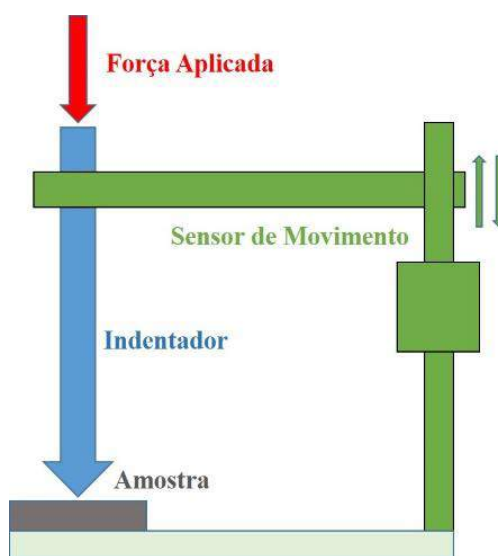 Força Aplicada
Sensor de Movimento
Indentador
Amostra